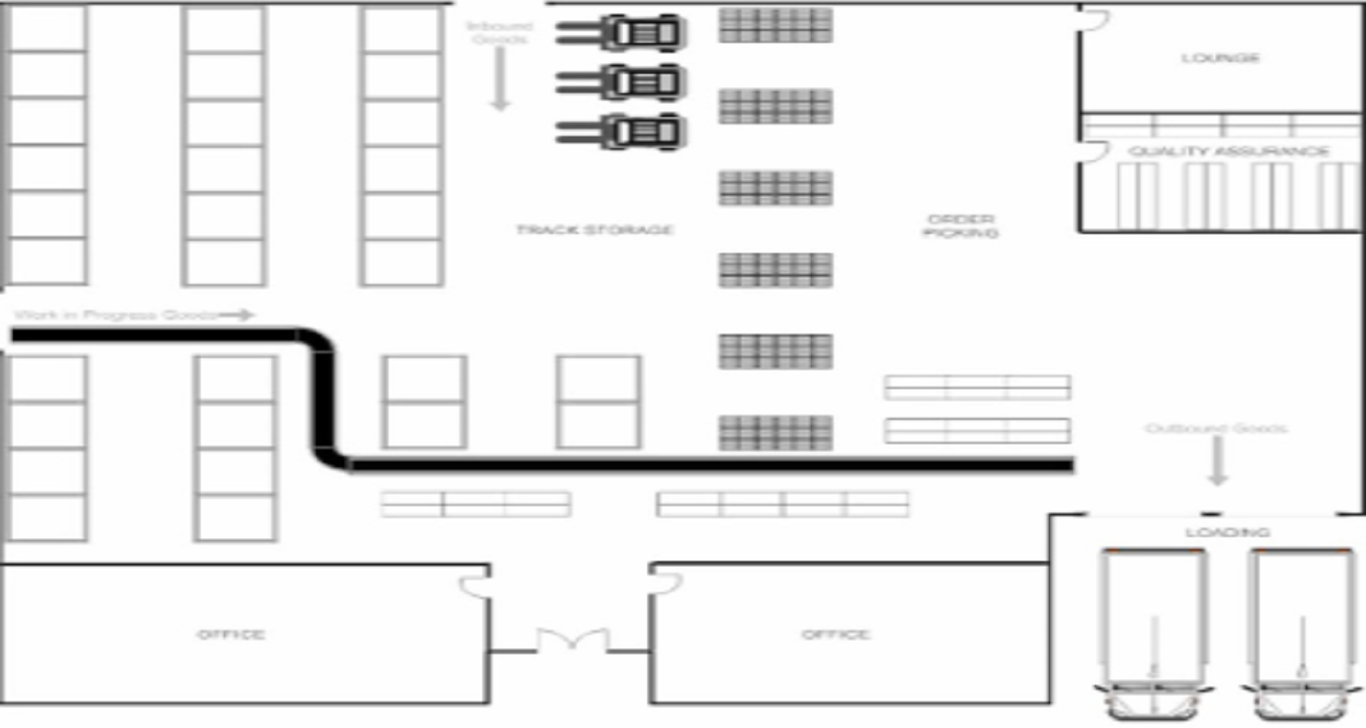 Inbound
Goods
LOUNGE
QUALITY ASSURANCE
ORDER
PICKING
TRACK STORAGE
Work in Progress Goods
Outbound Goods
LOADING
OFFICE
OFFICE